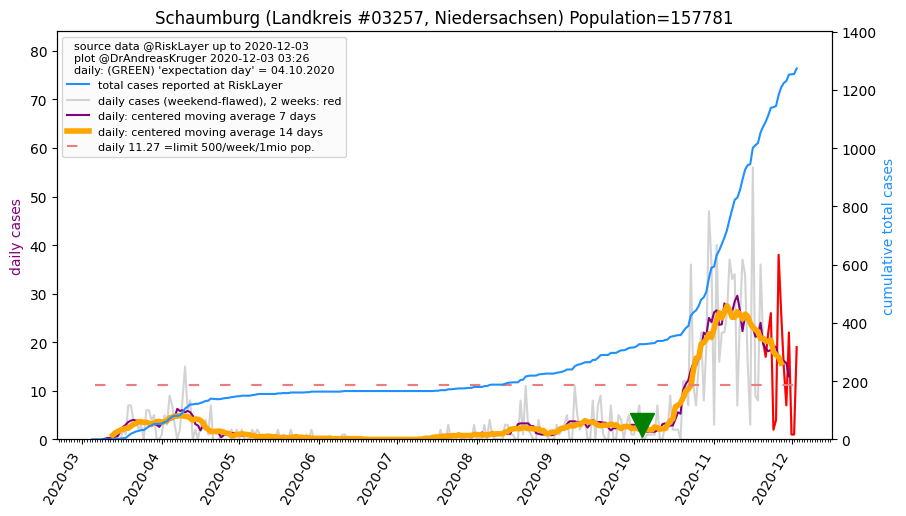 Schaumburg (Landkreis #03257, Niedersachsen) Population=157781
source data @RiskLayer up to 2020-12-03
plot @DrAndreasKruger 2020-12-03 03:26
daily: (GREEN) 'expectation day' = 04.10.2020
total cases reported at RiskLayer
daily cases (weekend-flawed), 2 weeks: red
daily: centered moving average 7 days
daily: centered moving average 14 days
daily 11.27 =limit 500/week/1mio pop.
daily cases
80
70
60
50
40
30
20
10
0
cumulative total cases
1400
1200
1000
800
600
400
200
0
2020-03
2020-04
2020-05
2020-06
2020-07
2020-08
2020-09
2020-10
2020-11
2020-12